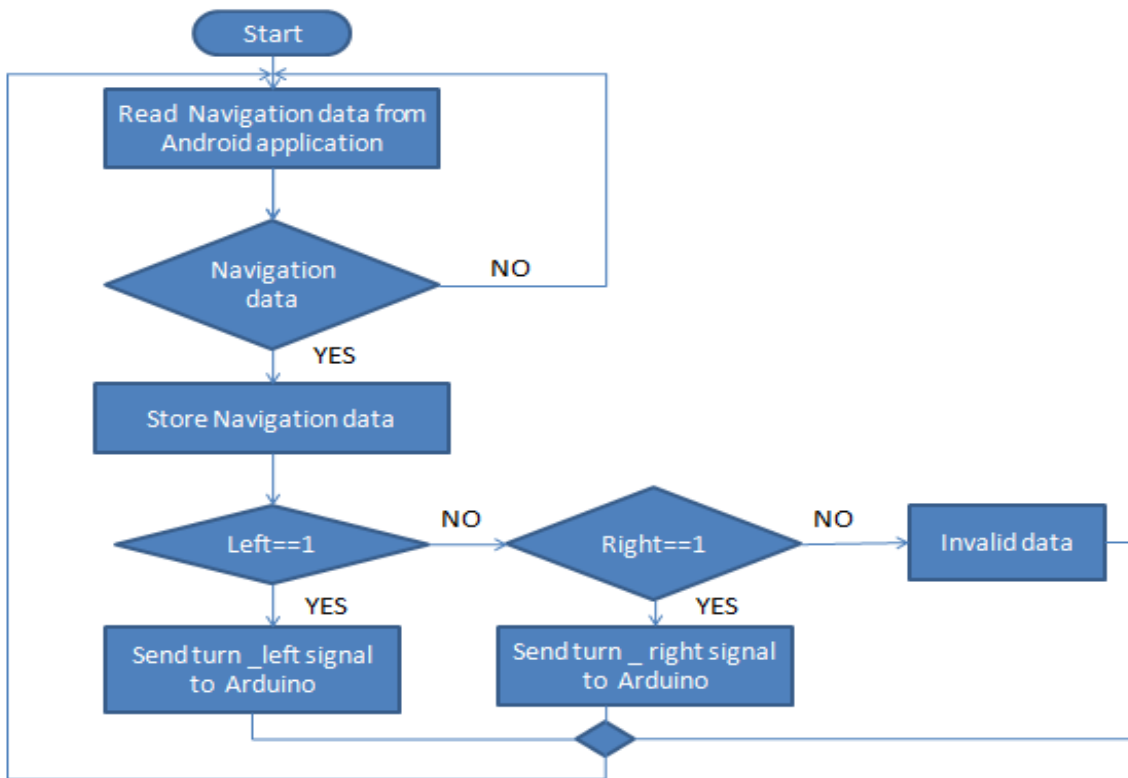 Start
Read Navigation data from
Android application
Navigation
data
NO
YES
Store Navigation data
Left==1
NO
Right==1
NO
Invalid data
YES
YES
Send turn _left signal
to Arduino
Send turn _ right signal
to Arduino